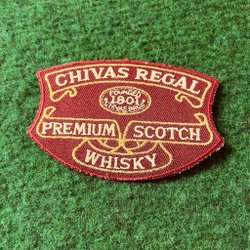 CHIVAS REGAL
FOUNDED
1801
PREMIUM SCOTCH
WHISKY